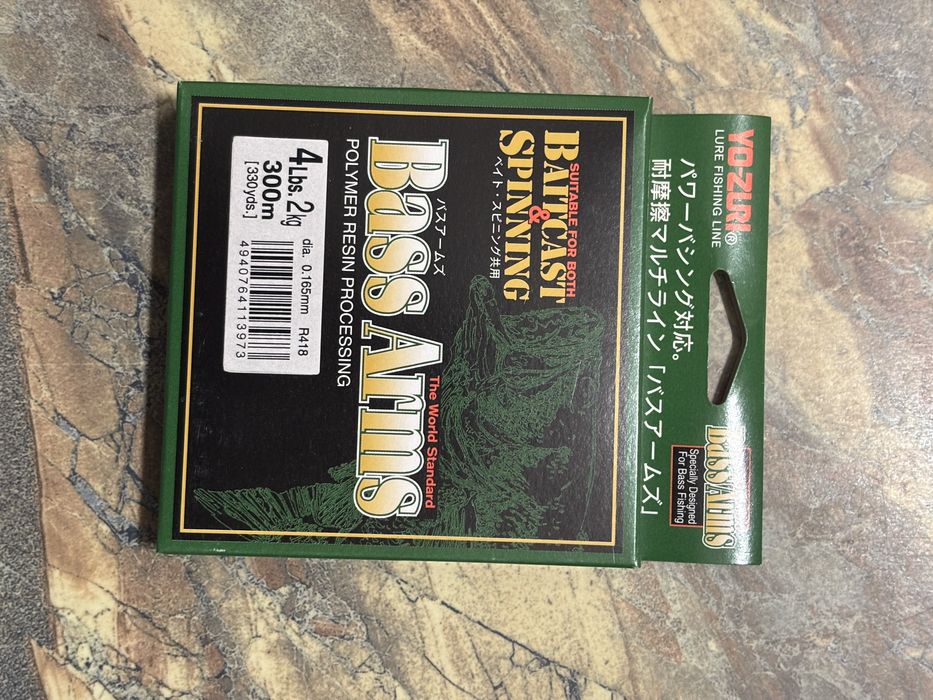 YO-ZURI®
LURE FISHING LINE
パワーバシング対応。
耐摩擦マルチライン「バスアームズ」
Bass Arms
Specially Designed
For Bass Fishing
SUITABLE FOR BOTH
BAITCAST
&
SPINNING
ベイト・スピニング共用
The World Standard
バスアームズ
Bass Arms
POLYMER RESIN PROCESSING
4Lbs. 2kg
300m
[330yds.]
dia. 0.165mm R418
4940764113973